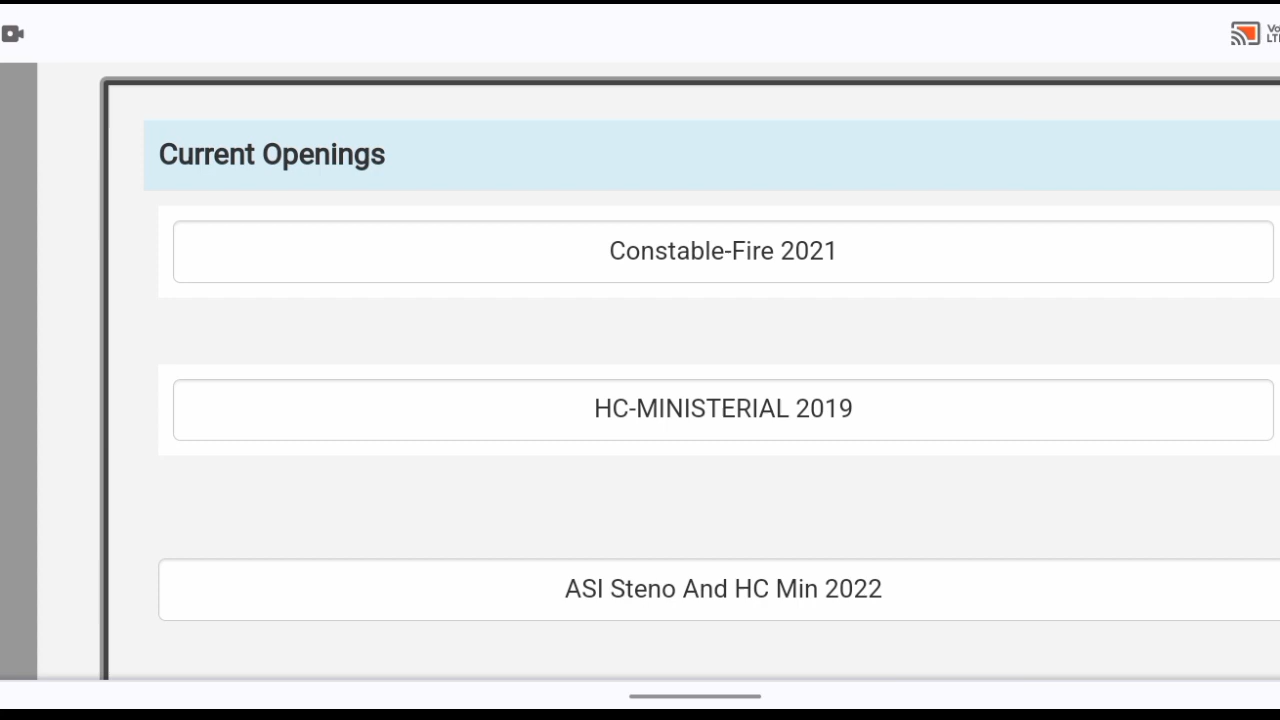 Current Openings
Constable-Fire 2021
HC-MINISTERIAL 2019
ASI Steno And HC Min 2022